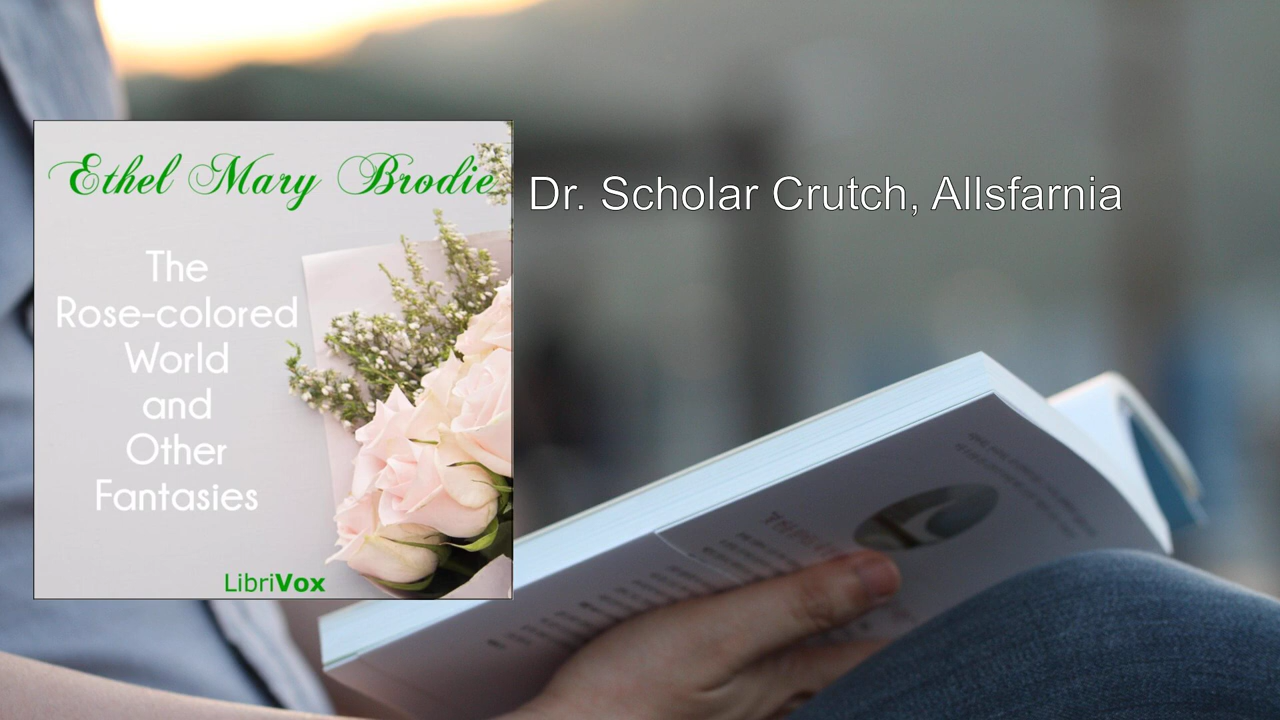 Ethel Mary Brodie
The
Rose-colored
World
and
Other
Fantasies
LibriVox
Dr. Scholar Crutch, Allsfarnia